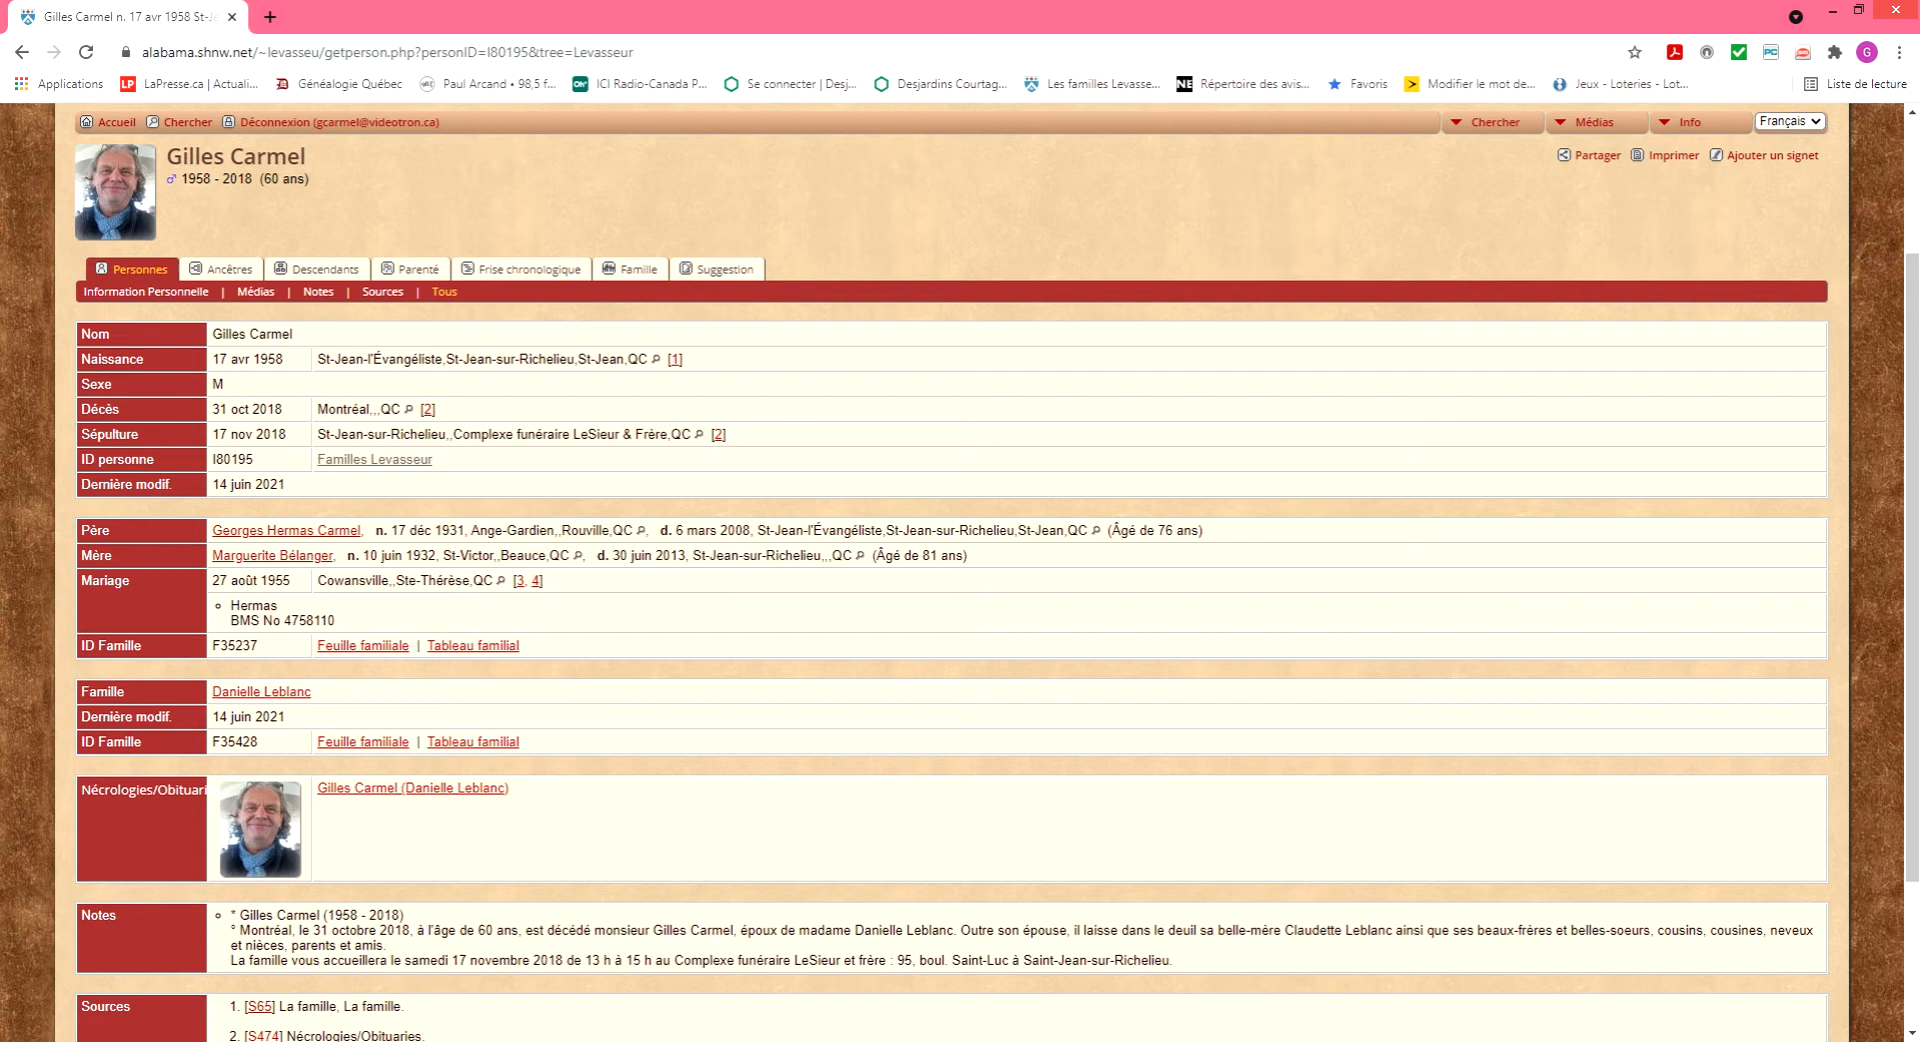 Gilles Carmel n. 17 avr 1958 St-Je
alabama.shnw.net/~levasseu/getperson.php?personID=I80195&tree=Levasseur
G
Applications LP LaPresse.ca | Actuali... Généalogie Québec Paul Arcand • 98,5 f... ICI Radio-Canada P... Se connecter | Desj... Desjardins Courtag... Les familles Levasse... NE Répertoire des avis... Favoris Modifier le mot de... Jeux - Loteries - Lot... Liste de lecture
Accueil Chercher Déconnexion (gcarmel@videotron.ca) Chercher Médias Info Français
Gilles Carmel
Partager Imprimer Ajouter un signet
♂ 1958 - 2018 (60 ans)
Personnes Ancêtres Descendants Parenté Frise chronologique Famille Suggestion
Information Personnelle | Médias | Notes | Sources | Tous
Nom Gilles Carmel
Naissance 17 avr 1958 St-Jean-l'Évangéliste,St-Jean-sur-Richelieu,St-Jean,QC [1]
Sexe M
Décès 31 oct 2018 Montréal,,,QC [2]
Sépulture 17 nov 2018 St-Jean-sur-Richelieu,,Complexe funéraire LeSieur & Frère,QC [2]
ID personne I80195 Familles Levasseur
Dernière modif. 14 juin 2021
Père Georges Hermas Carmel, n. 17 déc 1931, Ange-Gardien,,Rouville,QC , d. 6 mars 2008, St-Jean-l'Évangéliste,St-Jean-sur-Richelieu,St-Jean,QC (Âgé de 76 ans)
Mère Marguerite Bélanger, n. 10 juin 1932, St-Victor,,Beauce,QC , d. 30 juin 2013, St-Jean-sur-Richelieu,,,QC (Âgé de 81 ans)
Mariage 27 août 1955 Cowansville,,Ste-Thérèse,QC [3, 4]
Hermas
BMS No 4758110
ID Famille F35237 Feuille familiale | Tableau familial
Famille Danielle Leblanc
Dernière modif. 14 juin 2021
ID Famille F35428 Feuille familiale | Tableau familial
Nécrologies/Obituari Gilles Carmel (Danielle Leblanc)
Notes * Gilles Carmel (1958 - 2018)
° Montréal, le 31 octobre 2018, à l'âge de 60 ans, est décédé monsieur Gilles Carmel, époux de madame Danielle Leblanc. Outre son épouse, il laisse dans le deuil sa belle-mère Claudette Leblanc ainsi que ses beaux-frères et belles-soeurs, cousins, cousines, neveux
et nièces, parents et amis.
La famille vous accueillera le samedi 17 novembre 2018 de 13 h à 15 h au Complexe funéraire LeSieur et frère : 95, boul. Saint-Luc à Saint-Jean-sur-Richelieu.
Sources 1. [S65] La famille, La famille.
2. [S474] Nécrologies/Obituaries.